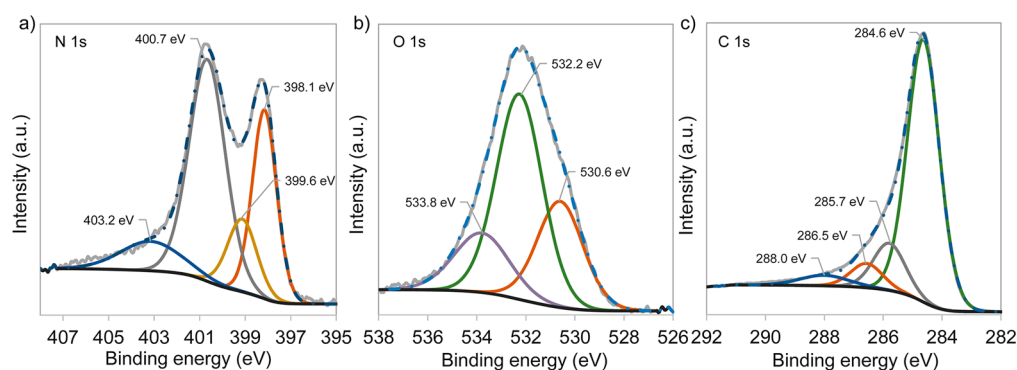 a)
N 1s
400.7 eV
398.1 eV
399.6 eV
403.2 eV
Intensity (a.u.)
407 405 403 401 399 397 395
Binding energy (eV)
b)
O 1s
532.2 eV
530.6 eV
533.8 eV
Intensity (a.u.)
538 536 534 532 530 528 526
Binding energy (eV)
c)
C 1s
284.6 eV
285.7 eV
286.5 eV
288.0 eV
Intensity (a.u.)
292 290 288 286 284 282
Binding energy (eV)